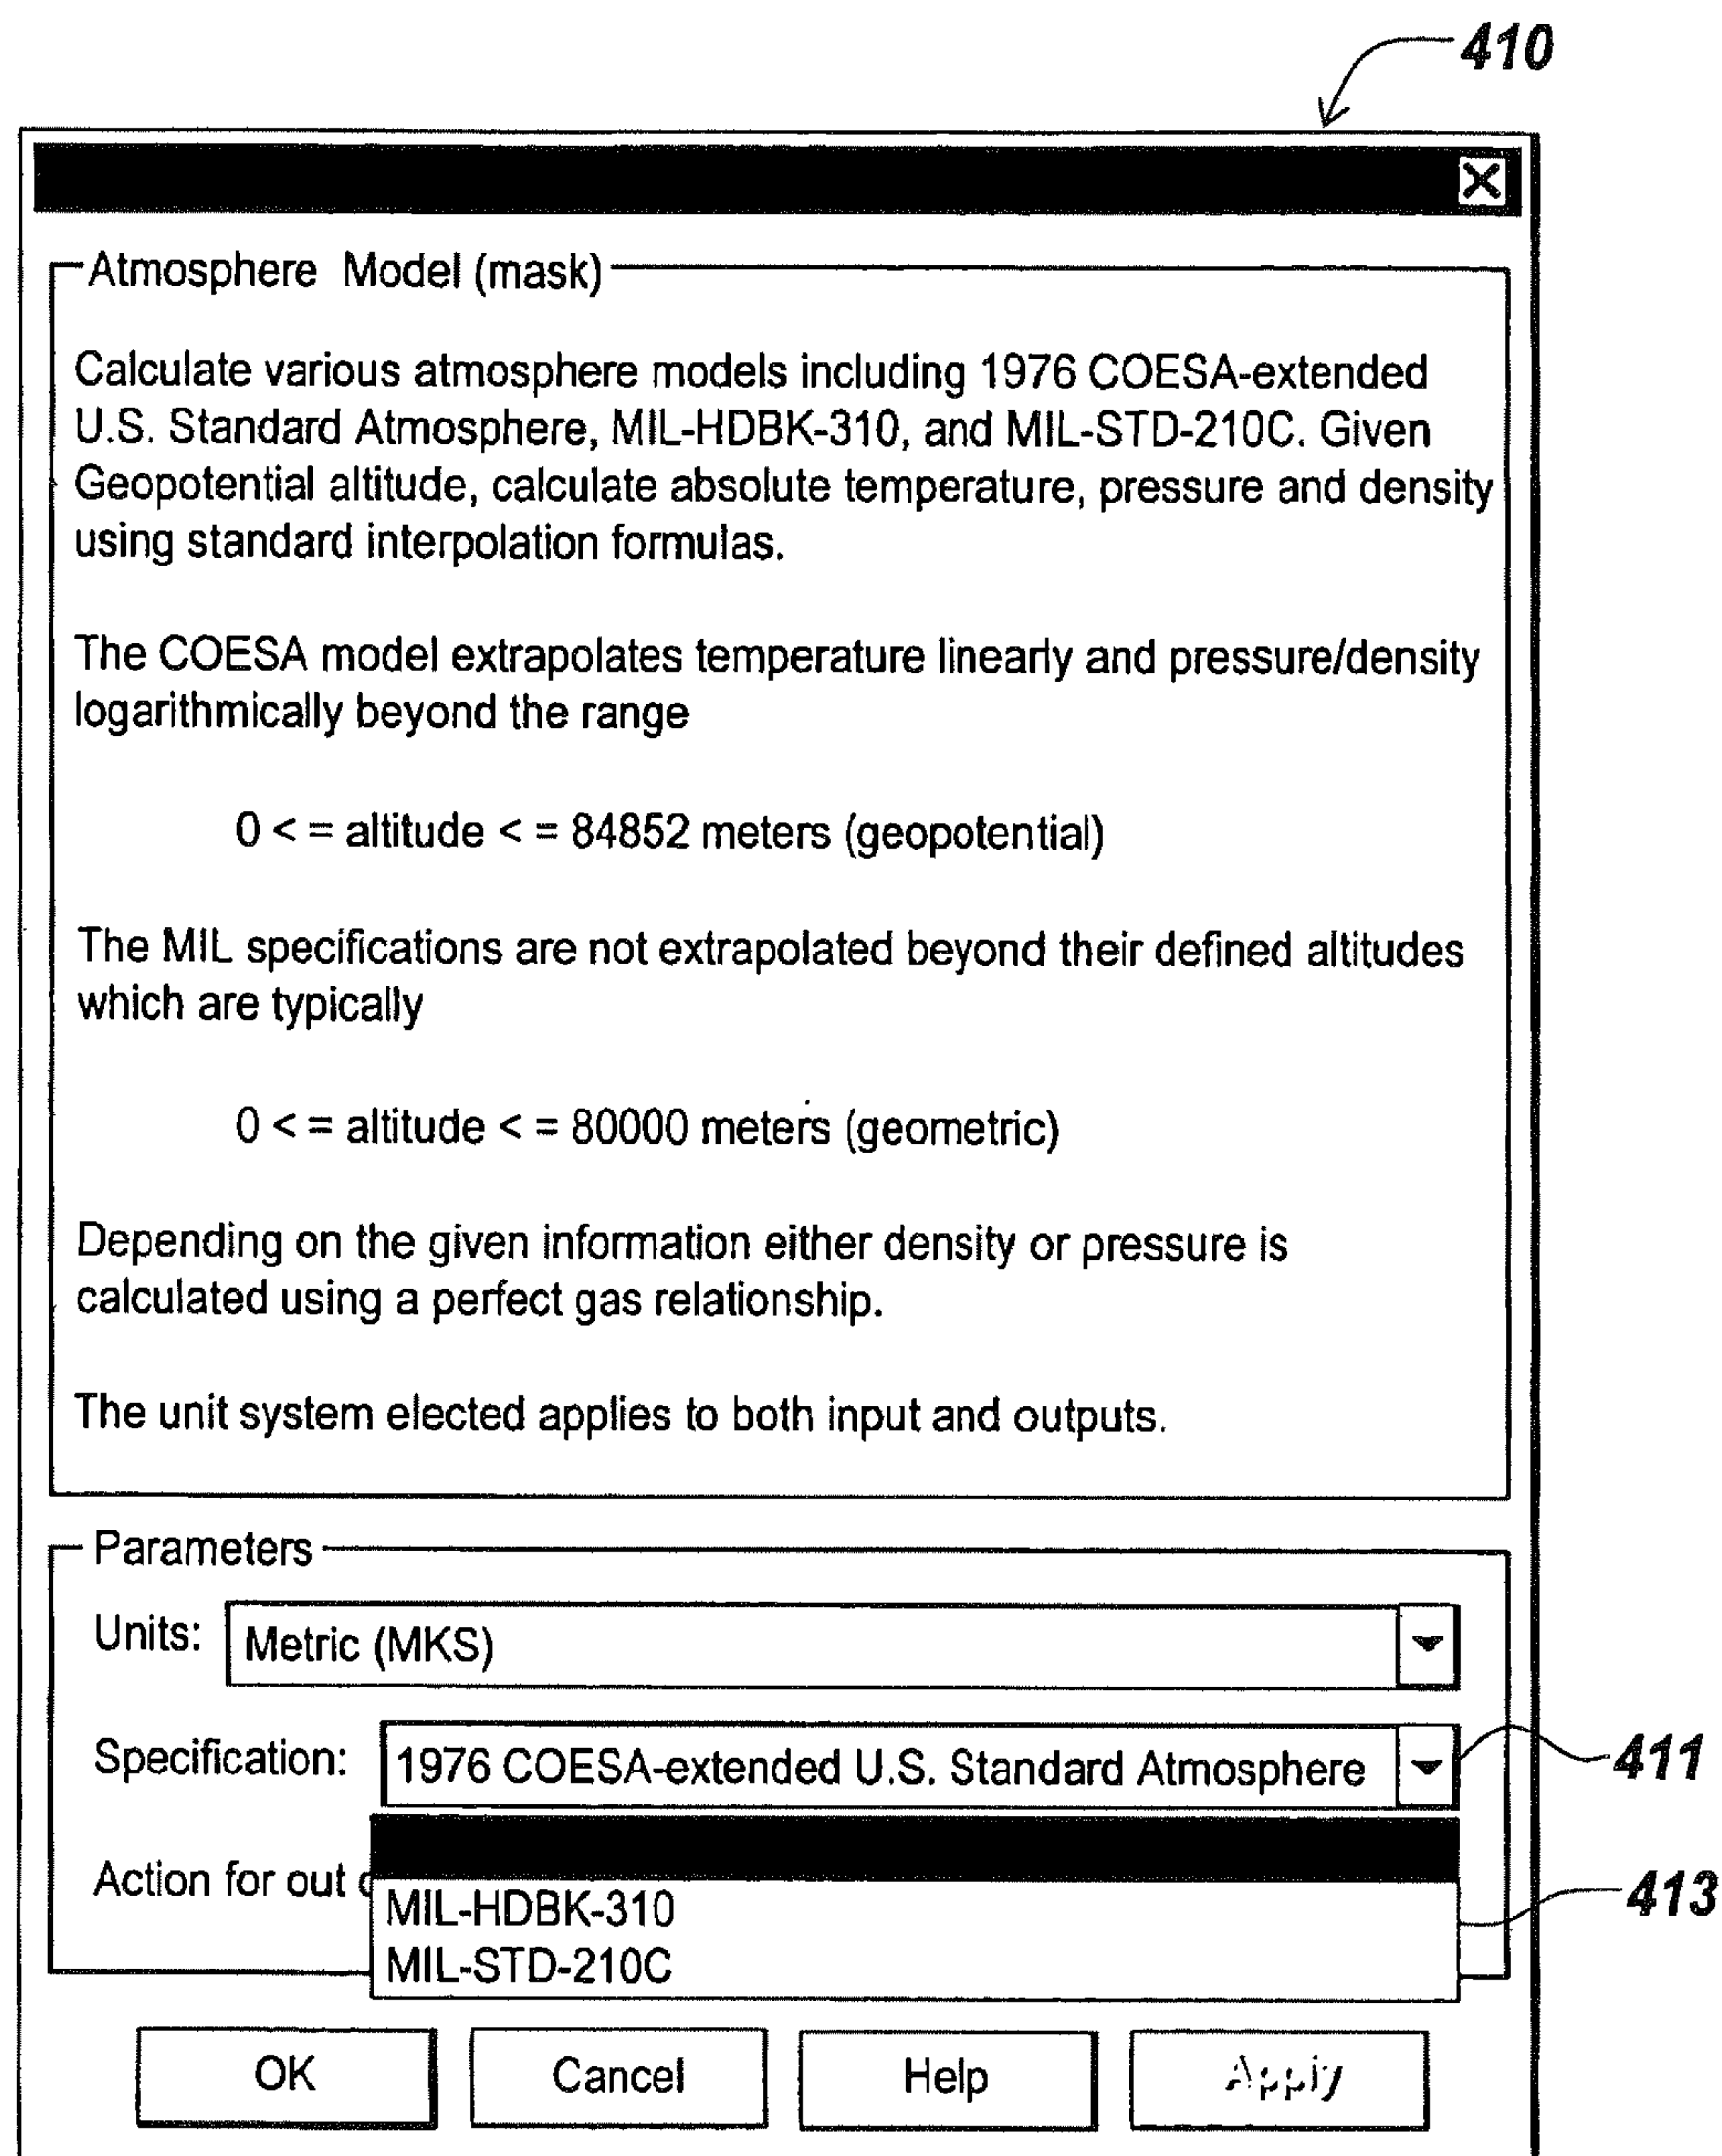 410
Atmosphere Model (mask)
Calculate various atmosphere models including 1976 COESA-extended
U.S. Standard Atmosphere, MIL-HDBK-310, and MIL-STD-210C. Given
Geopotential altitude, calculate absolute temperature, pressure and density
using standard interpolation formulas.
The COESA model extrapolates temperature linearly and pressure/density
logarithmically beyond the range
0 < = altitude < = 84852 meters (geopotential)
The MIL specifications are not extrapolated beyond their defined altitudes
which are typically
0 < = altitude < = 80000 meters (geometric)
Depending on the given information either density or pressure is
calculated using a perfect gas relationship.
The unit system elected applies to both input and outputs.
Parameters
Units: Metric (MKS)
Specification: 1976 COESA-extended U.S. Standard Atmosphere 411
Action for out
MIL-HDBK-310 413
MIL-STD-210C
OK Cancel Help Apply